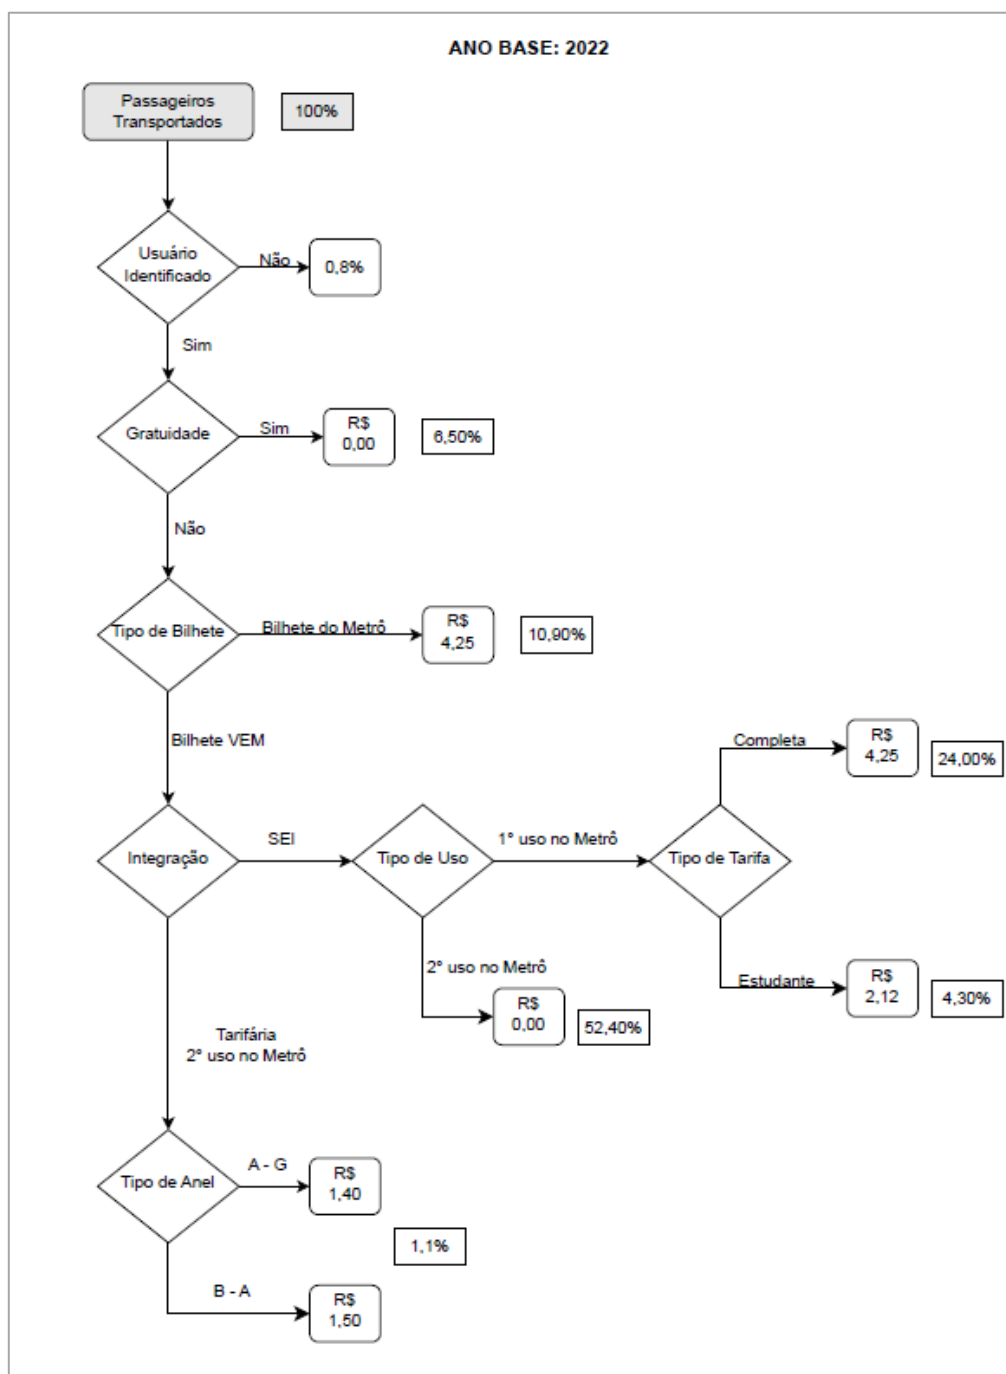 ANO BASE: 2022
Passageiros
Transportados
100%
Usuário
Identificado
Não
0,8%
Sim
Gratuidade
Sim
R$
0,00
6,50%
Não
Tipo de Bilhete
Bilhete do Metrô
R$
4,25
10,90%
Bilhete VEM
Completa
R$
4,25
24,00%
Integração
SEI
Tipo de Uso
1° uso no Metrô
Tipo de Tarifa
2° uso no Metrô
R$
0,00
52,40%
Estudante
R$
2,12
4,30%
Tarifária
2° uso no Metrô
Tipo de Anel
A - G
R$
1,40
1,1%
B - A
R$
1,50